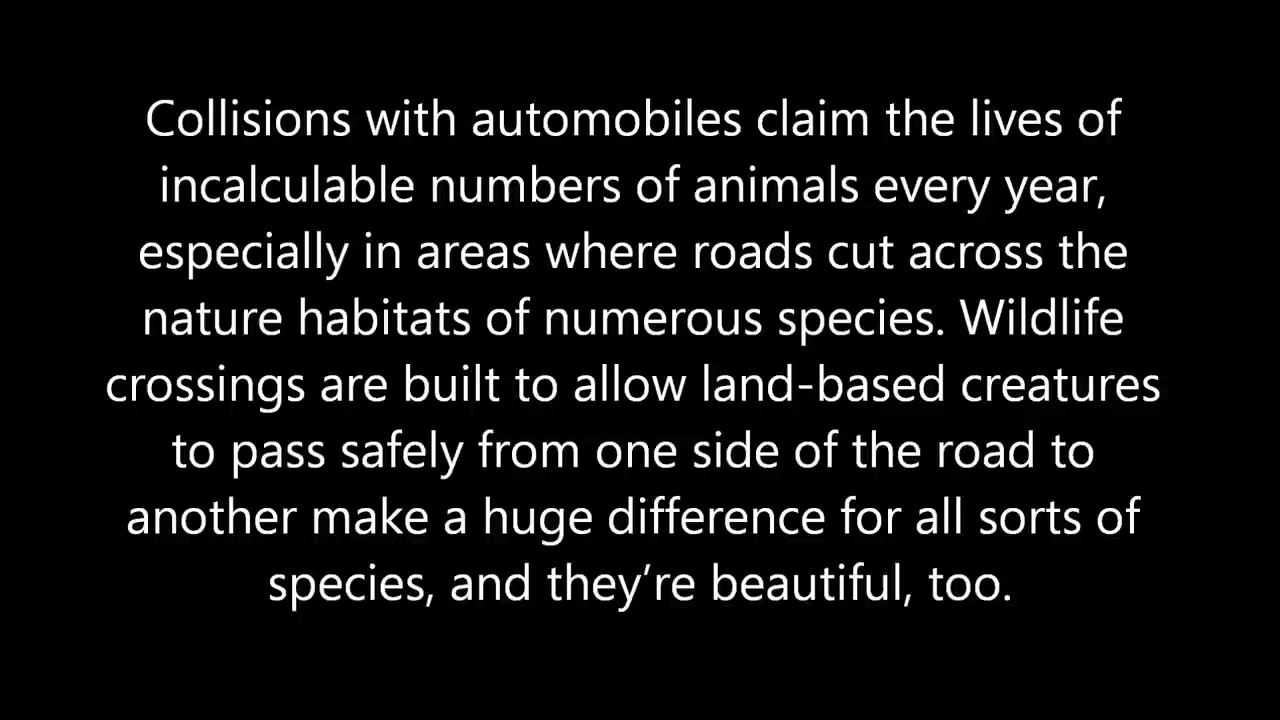 Collisions with automobiles claim the lives of
incalculable numbers of animals every year,
especially in areas where roads cut across the
nature habitats of numerous species. Wildlife
crossings are built to allow land-based creatures
to pass safely from one side of the road to
another make a huge difference for all sorts of
species, and they’re beautiful, too.